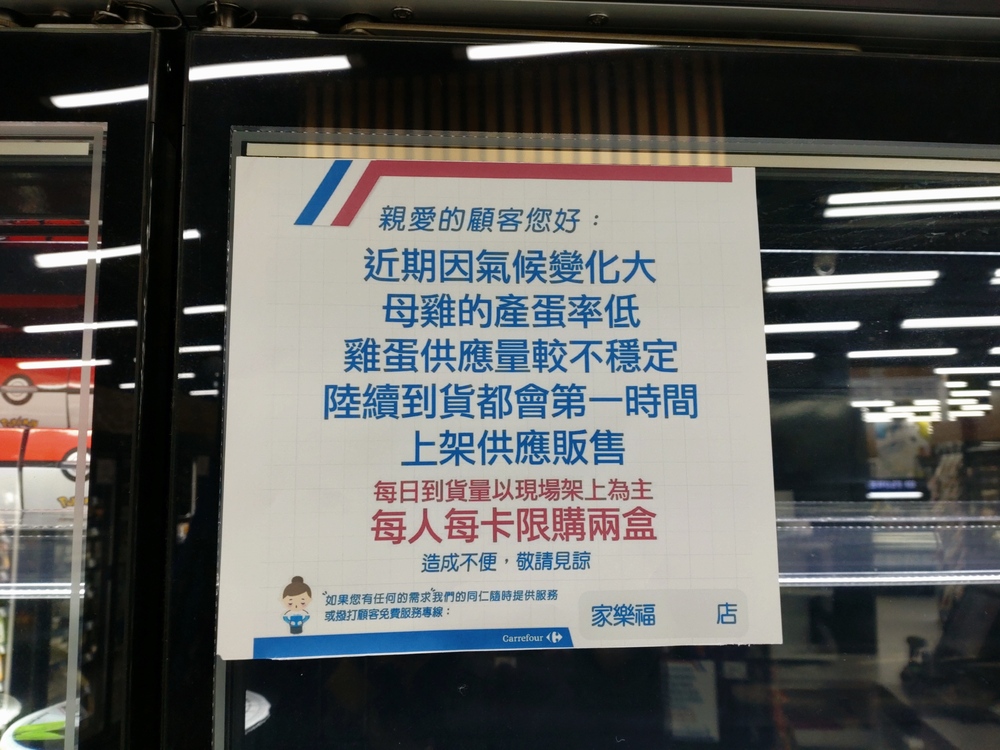 親愛的顧客您好：
近期因氣候變化大
母雞的產蛋率低
雞蛋供應量較不穩定
陸續到貨都會第一時間
上架供應販售
每日到貨量以現場架上為主
每人每卡限購兩盒
造成不便，敬請見諒
"如果您有任何的需求"我們的同仁隨時提供服務
或撥打顧客免費服務專線：
家樂福 店
Carrefour